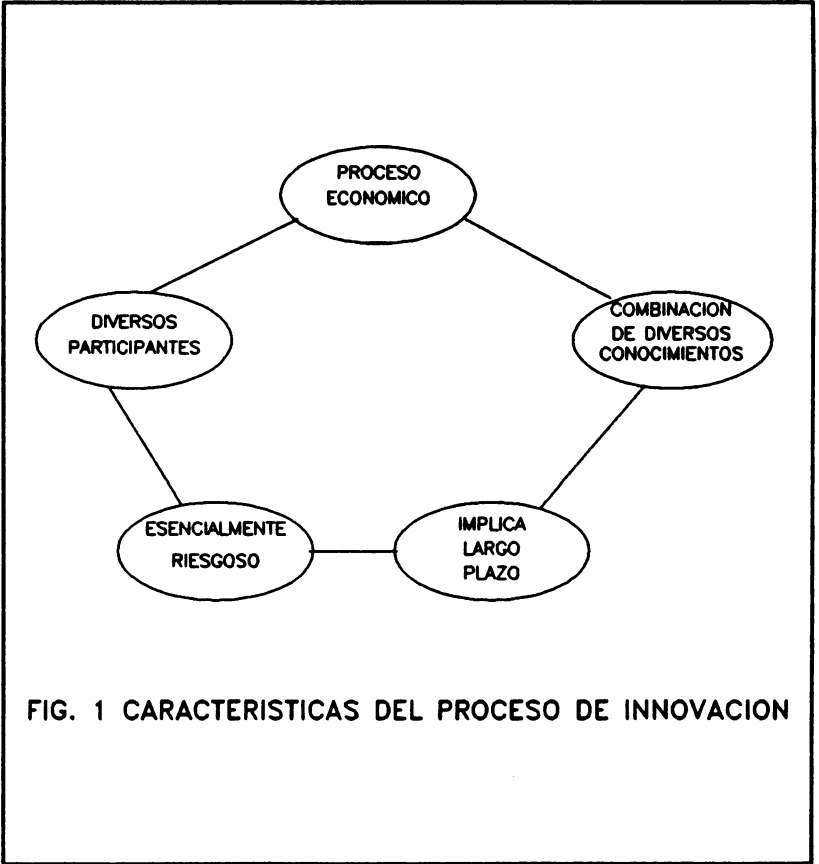 PROCESO
ECONOMICO
DIVERSOS
PARTICIPANTES
COMBINACION
DE DIVERSOS
CONOCIMIENTOS
ESENCIALMENTE
RIESGOSO
IMPLICA
LARGO
PLAZO
FIG. 1 CARACTERISTICAS DEL PROCESO DE INNOVACION